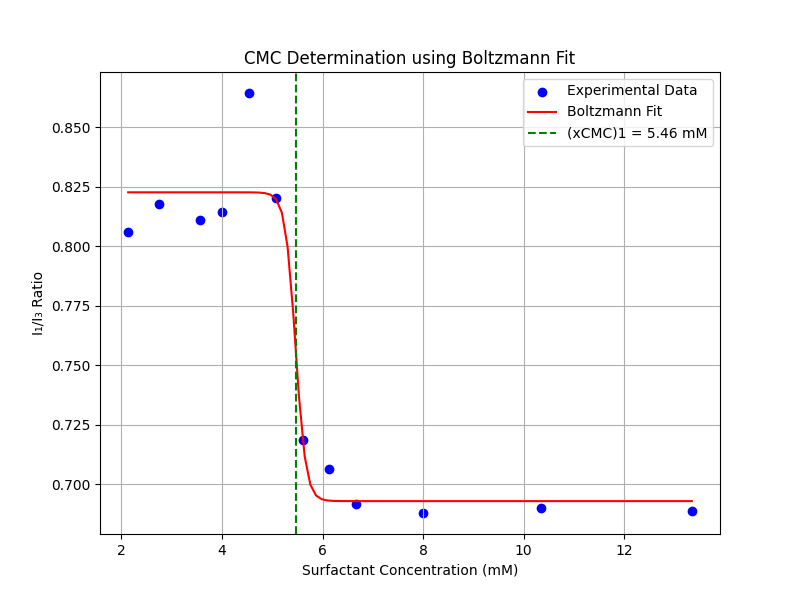 CMC Determination using Boltzmann Fit
Experimental Data
Boltzmann Fit
(xCMC)1 = 5.46 mM
0.850
0.825
0.800
0.775
0.750
0.725
0.700
I₁/I₃ Ratio
2 4 6 8 10 12
Surfactant Concentration (mM)